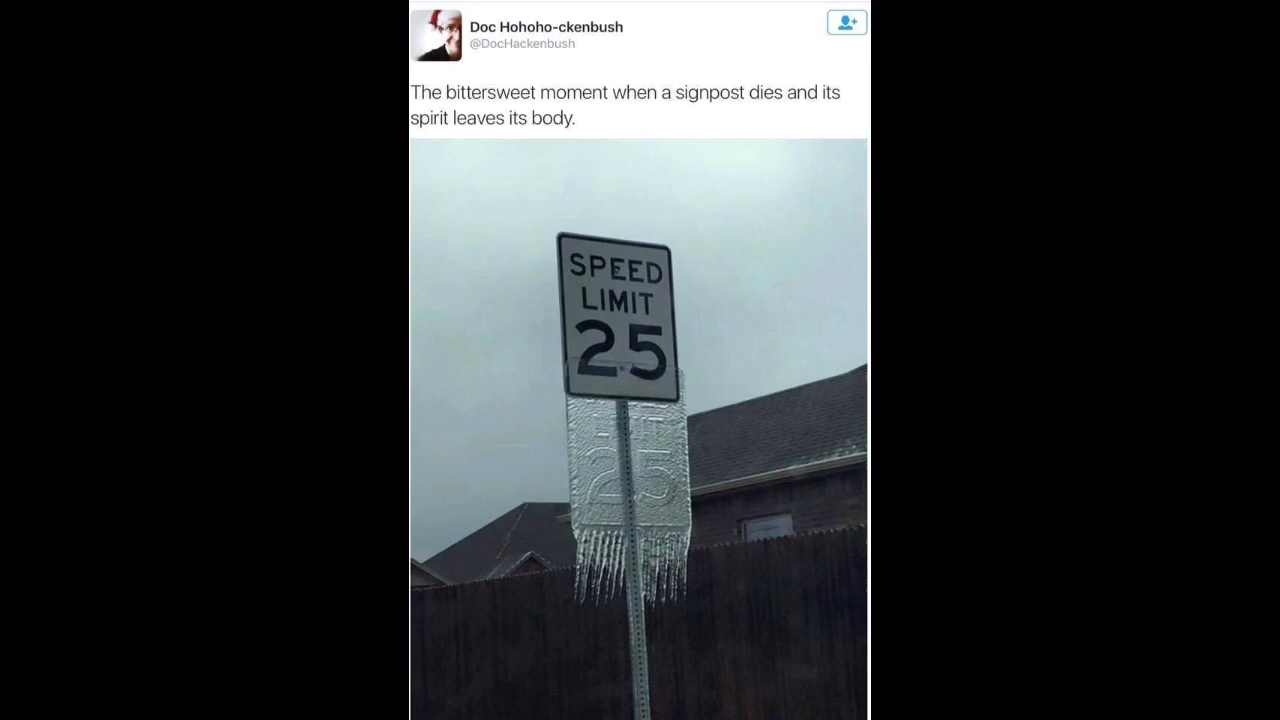 Doc Hohoho-ckenbush
@DocHackenbush
The bittersweet moment when a signpost dies and its
spirit leaves its body.
SPEED
LIMIT
25